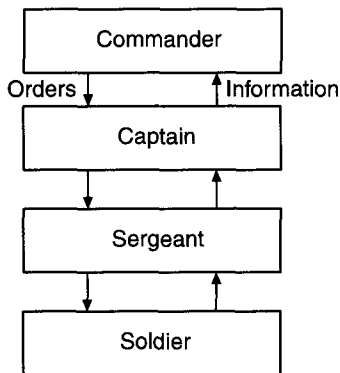 Commander
Orders Information
Captain
Sergeant
Soldier